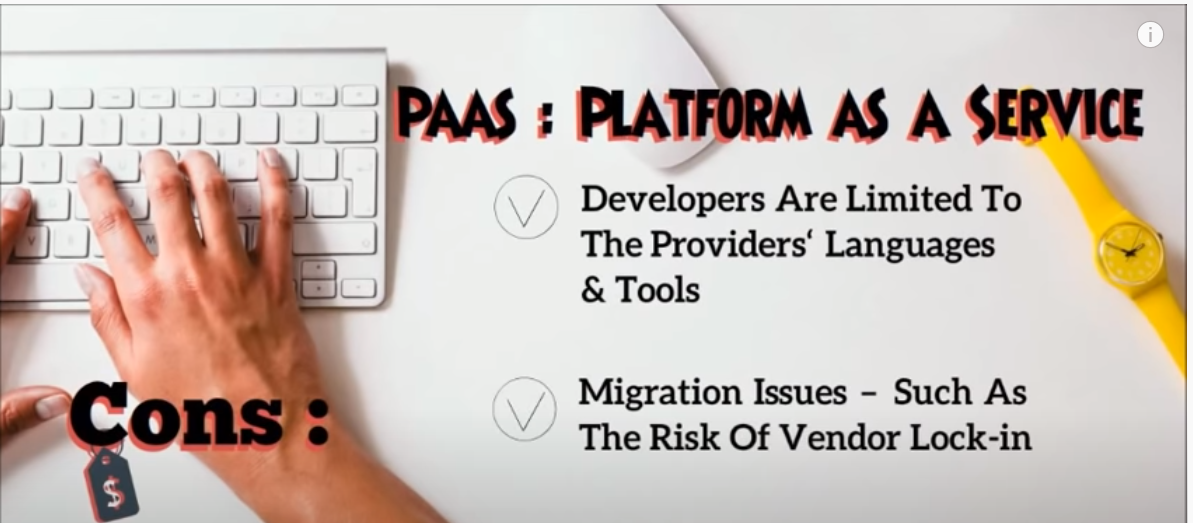 PAAS : PLATFORM AS A SERVICE
Developers Are Limited To
The Providers‘ Languages
& Tools
Migration Issues – Such As
The Risk Of Vendor Lock-in
Cons :
$
i
V
B
M